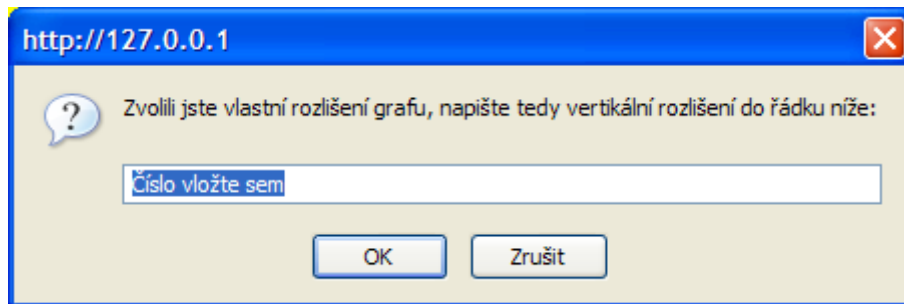 http://127.0.0.1
Zvolili jste vlastní rozlišení grafu, napište tedy vertikální rozlišení do řádku níže:
Číslo vložte sem
OK
Zrušit